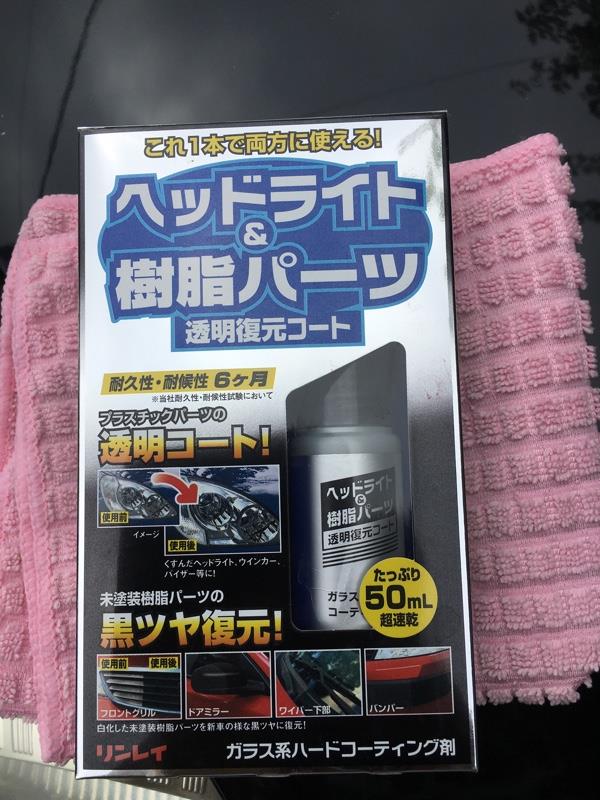 これ1本で両方に使える!
ヘッドライト
&
樹脂パーツ
透明復元コート
耐久性・耐候性 6ヶ月
※当社耐久性・耐候性試験において
プラスチックパーツの
透明コート!
使用前
イメージ
使用後
くすんだヘッドライト、ウインカー、
バイザー等に!
ヘッドライト
&
樹脂パーツ
透明復元コート
ガラス
コーテ
たっぷり
50mL
超速乾
未塗装樹脂パーツの
黒ツヤ復元!
使用前
使用後
フロントグリル
ドアミラー
ワイパー下部
バンパー
白化した未塗装樹脂パーツを新車の様な黒ツヤに復元!
リンレイ
ガラス系ハードコーティング剤